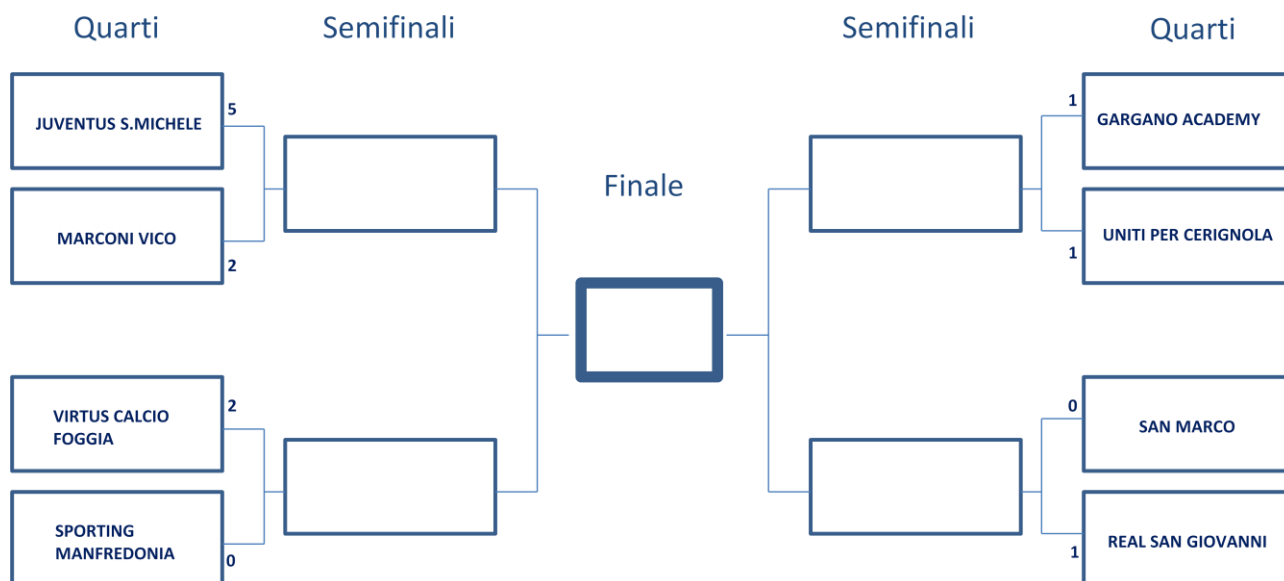 Quarti
Semifinali
Semifinali
Quarti
JUVENTUS S.MICHELE
5
MARCONI VICO
2
VIRTUS CALCIO
FOGGIA
2
SPORTING
MANFREDONIA
0
Finale
1
GARGANO ACADEMY
UNITI PER CERIGNOLA
1
0
SAN MARCO
REAL SAN GIOVANNI
1